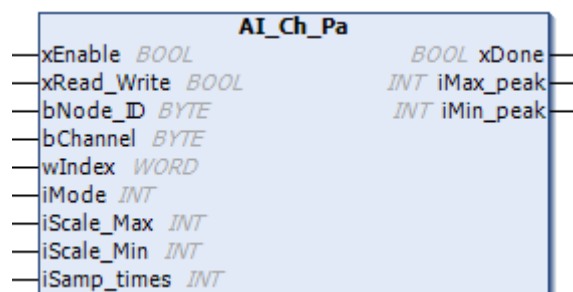 AI_Ch_Pa
xEnable BOOL BOOL xDone
xRead_Write BOOL INT iMax_peak
bNode_ID BYTE INT iMin_peak
bChannel BYTE
wIndex WORD
iMode INT
iScale_Max INT
iScale_Min INT
iSamp_times INT